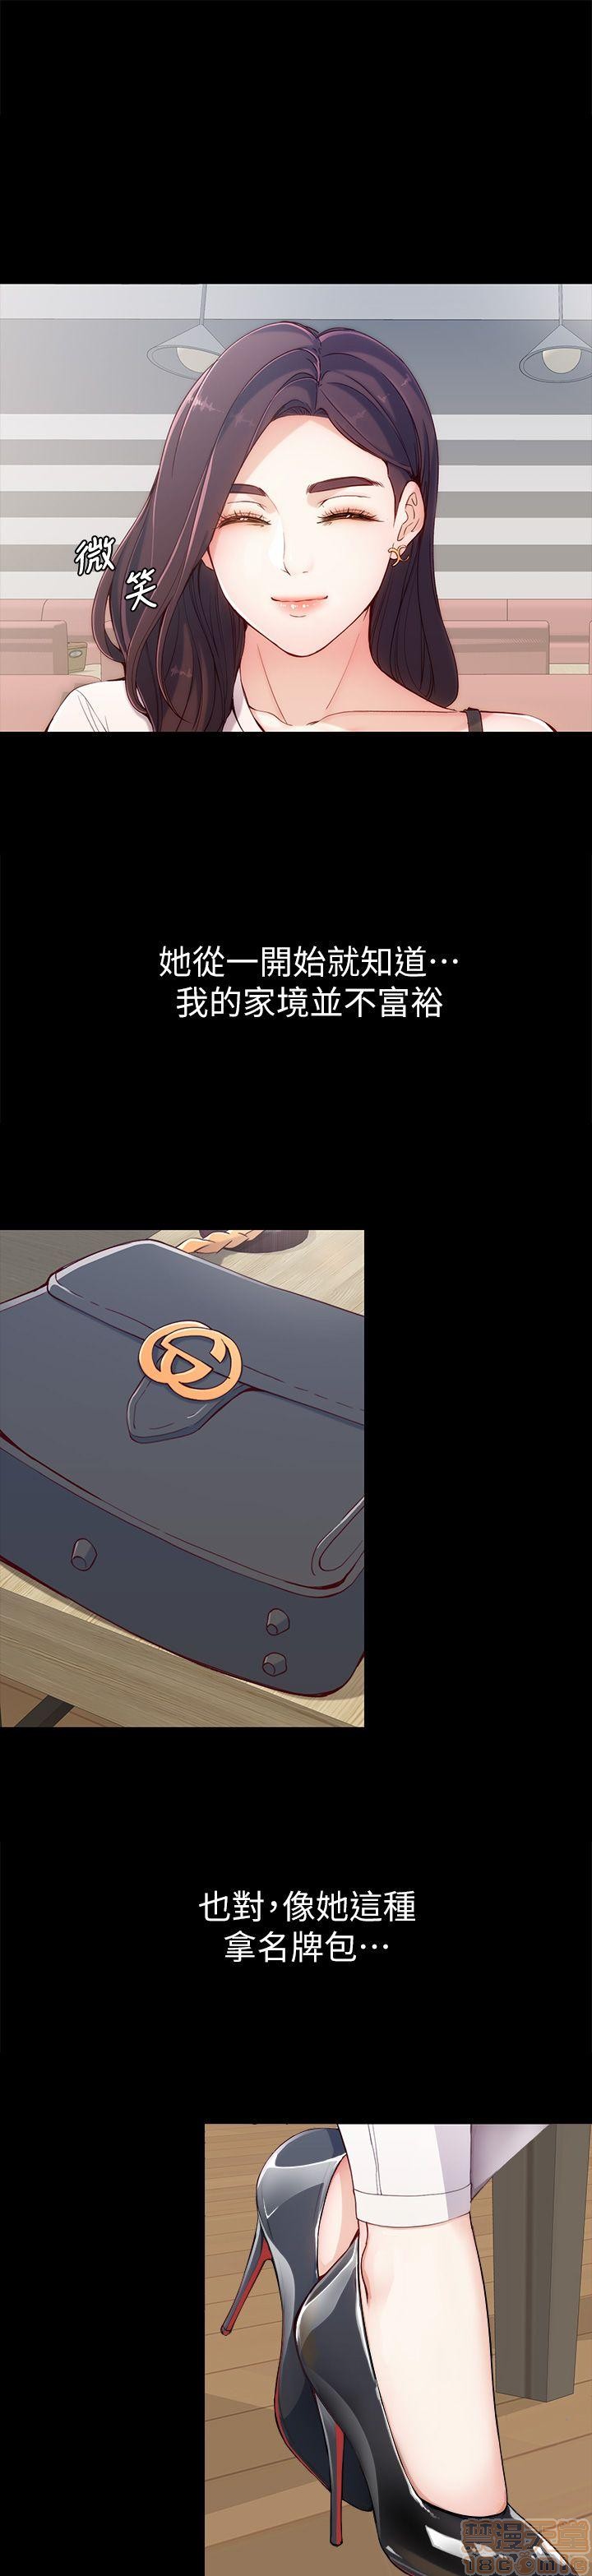 微笑
她從一開始就知道…
我的家境並不富裕
也對，像她這種
拿名牌包…